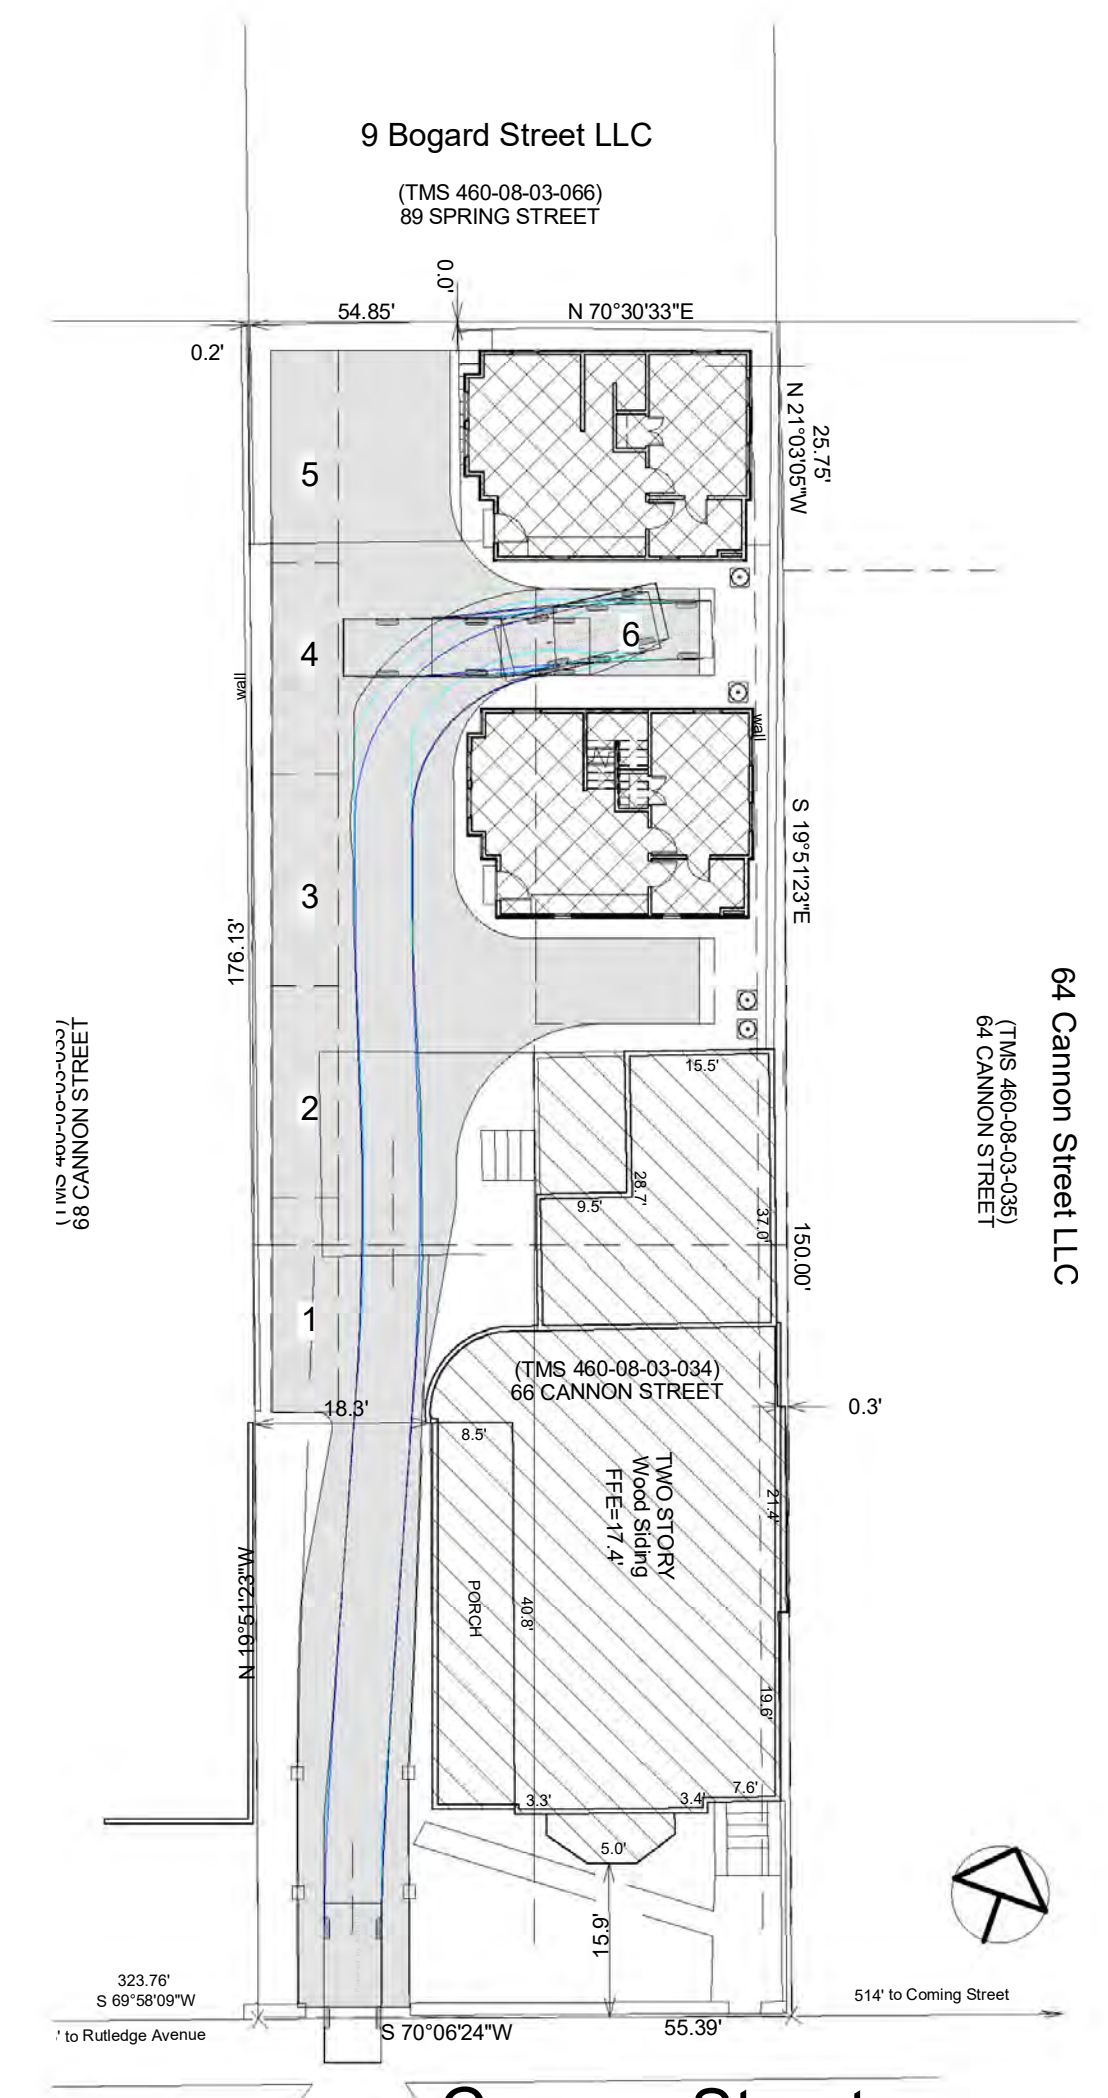 9 Bogard Street LLC
(TMS 460-08-03-066)
89 SPRING STREET
0.0'
54.85'
N 70°30'33"E
0.2'
N 21°03'05"W
25.75'
5
4
6
wall
wall
S 19°51'23"E
3
176.13'
68 CANNON STREET
64 Cannon Street LLC
(TMS 460-08-03-035)
64 CANNON STREET
15.5'
2
28.7'
9.5'
37.0'
150.00'
1
(TMS 460-08-03-034)
66 CANNON STREET
18.3'
0.3'
8.5'
TWO STORY
Wood Siding
FFE=17.4'
21.4'
N 19°51'23"W
PORCH
40.8'
19.6'
7.6'
3.3'
3.4'
5.0'
15.9'
323.76'
S 69°58'09"W
514' to Coming Street
' to Rutledge Avenue
S 70°06'24"W
55.39'